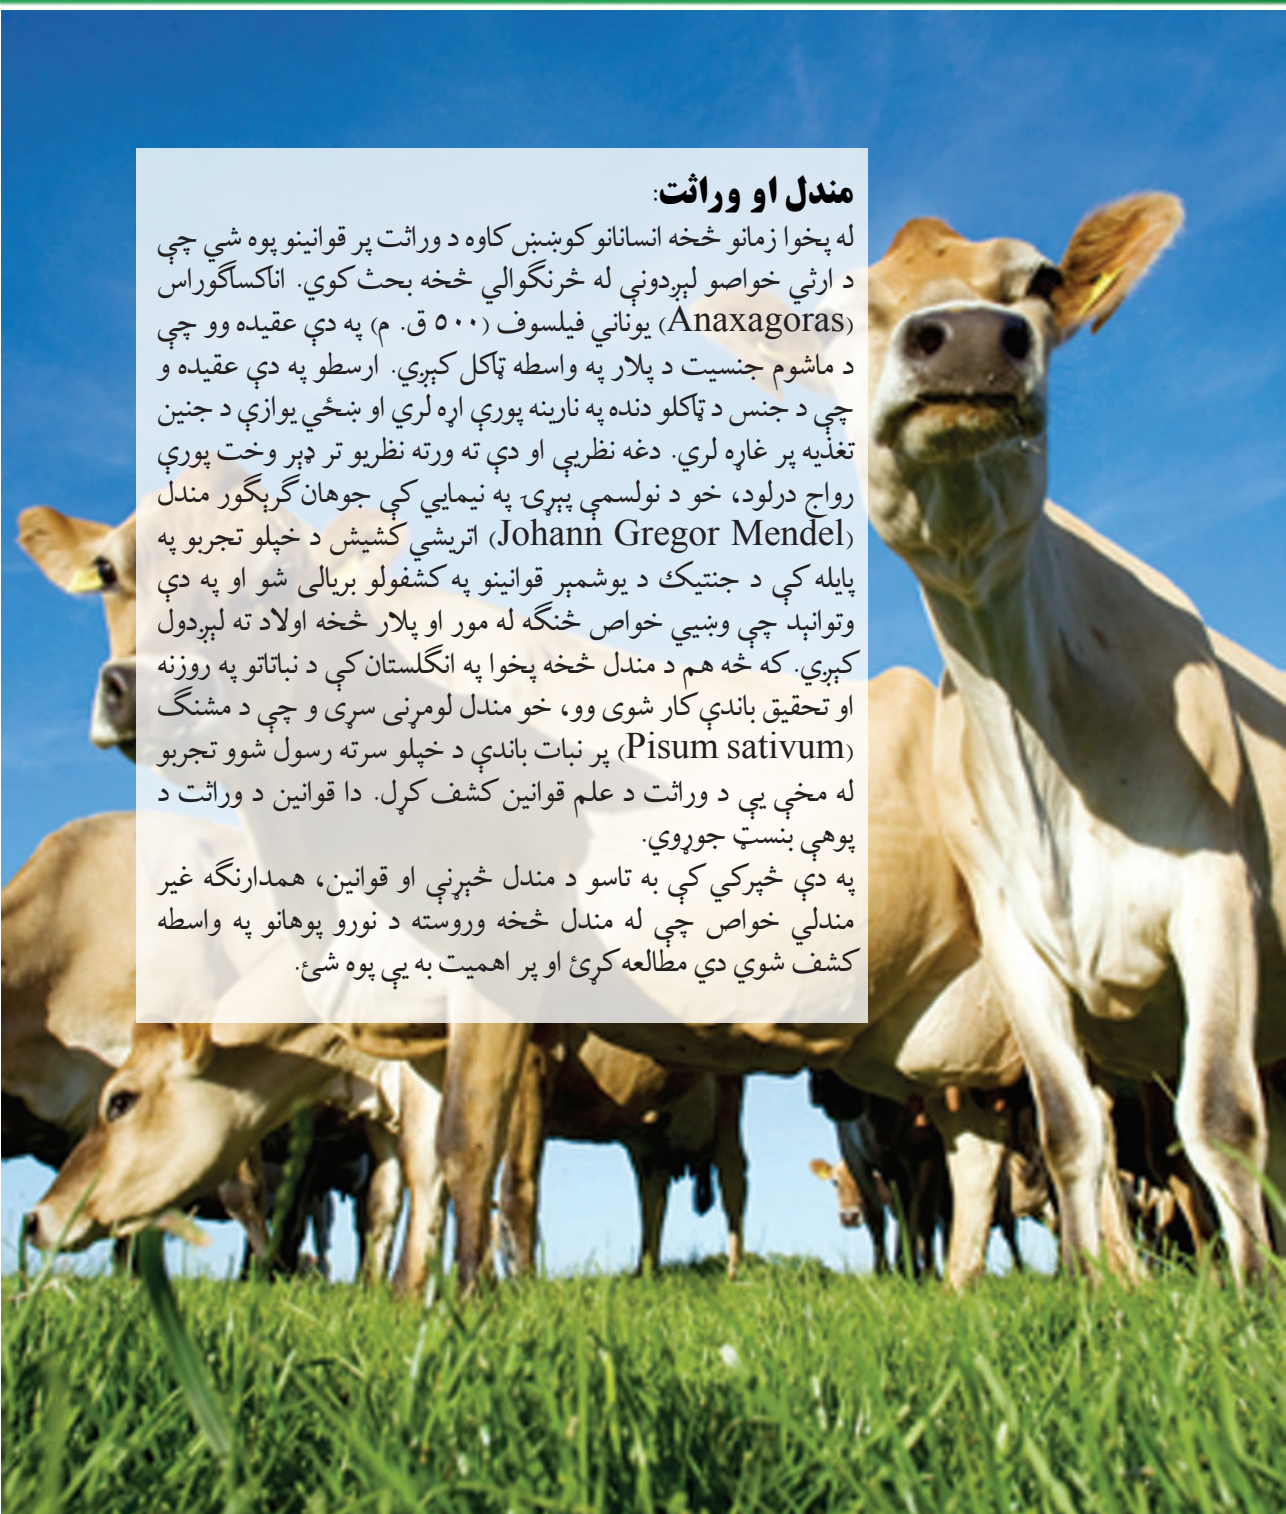 مندل او وراثت:
له پخوا زمانو څخه انسانانو کوښښ کاوه د وراثت پر قوانینو پوه شي چې
د ارثي خواصو لېږدونې له څرنگوالي څخه بحث کوي. اناکساگوراس
(Anaxagoras) یوناني فیلسوف (۵۰۰ ق. م) په دې عقیده وو چې
د ماشوم جنسیت د پلار په واسطه ټاکل کېږي. ارسطو په دې عقیده و
چې د جنس د ټاکلو دنده په نارینه پورې اړه لري او ښځې یوازې د جنین
تغذیه پر غاړه لري. دغه نظریې او دې ته ورته نظریو تر ډېر وخت پورې
رواج درلود، خو د نولسمې پېړۍ په نیمایي کې جوهان گریگور مندل
(Johann Gregor Mendel) اتریشي کشیش د خپلو تجربو په
پایله کې د جنتیک د یوشمېر قوانینو په کشفولو بریالی شو او په دې
وتوانېد چې وښیي خواص څنگه له مور او پلار څخه اولاد ته لېږدول
کېږي. که څه هم د مندل څخه پخوا په انگلستان کې د نباتاتو په روزنه
او تحقیق باندې کار شوی وو، خو مندل لومړنی سړی و چې د مشنگ
(Pisum sativum) پر نبات باندې د خپلو سرته رسول شوو تجربو
له مخې یې د وراثت د علم قوانین کشف کړل. دا قوانین د وراثت د
پوهې بنسټ جوړوي.
په دې څپرکي کې به تاسو د مندل څېړنې او قوانین، همدارنگه غیر
مندلي خواص چې له مندل څخه وروسته د نورو پوهانو په واسطه
کشف شوي دي مطالعه کړئ او پر اهمیت به یې پوه شئ.